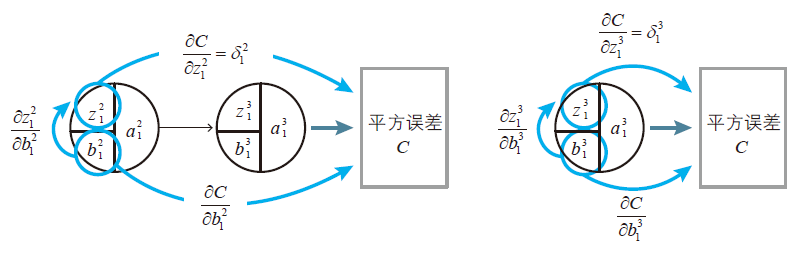 ∂C/∂z₁² = δ₁²
∂z₁²/∂b₁²
z₁²
b₁²
a₁²
z₁³
b₁³
a₁³
平方误差
C
∂C/∂b₁²
∂C/∂z₁³ = δ₁³
∂z₁³/∂b₁³
z₁³
b₁³
a₁³
平方误差
C
∂C/∂b₁³